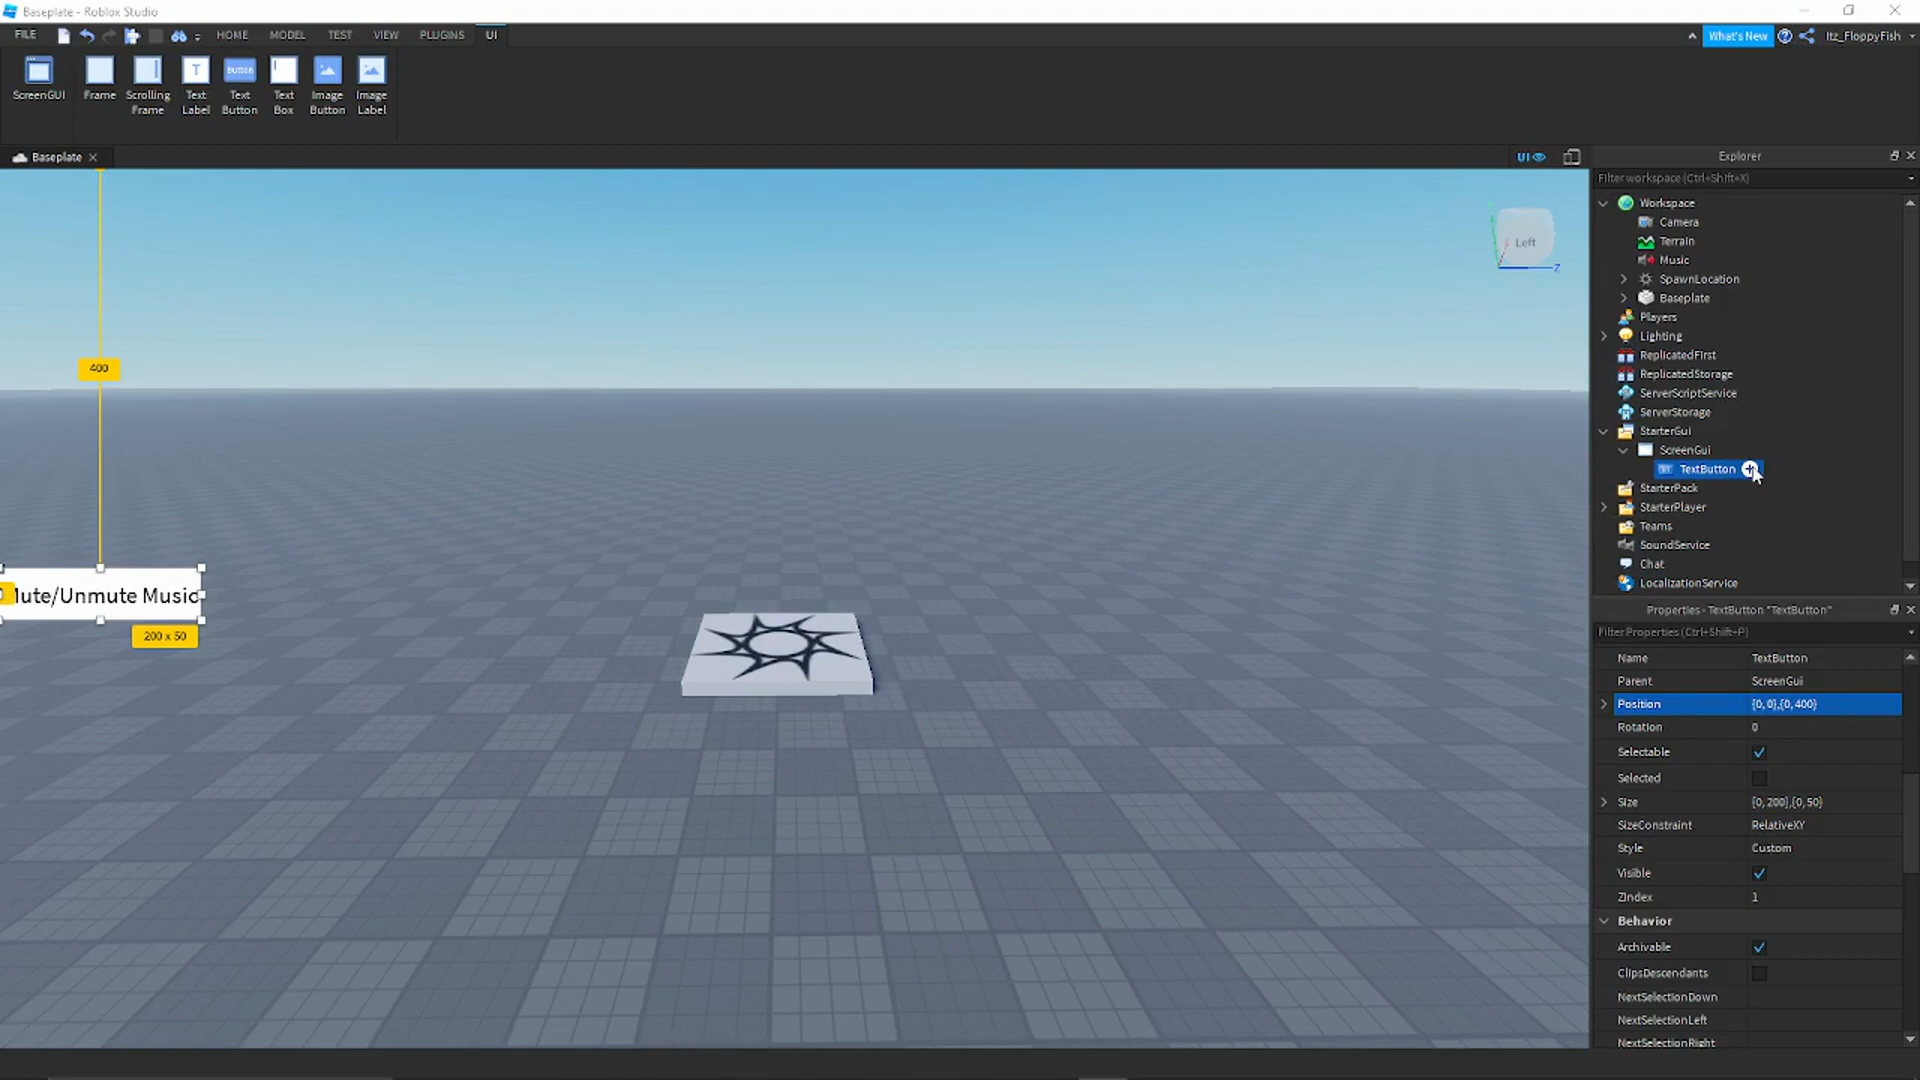 Baseplate - Roblox Studio
FILE
HOME
MODEL
TEST
VIEW
PLUGINS
UI
What's New
Itz_FloppyFish
ScreenGUI
Frame
Scrolling Frame
Text Label
Button
Text Button
Text Box
Image Button
Image Label
Baseplate
UI
Explorer
Filter workspace (Ctrl+Shift+X)
Workspace
Camera
Terrain
Music
SpawnLocation
Baseplate
Players
Lighting
ReplicatedFirst
ReplicatedStorage
ServerScriptService
ServerStorage
StarterGui
ScreenGui
TextButton
StarterPack
StarterPlayer
Teams
SoundService
Chat
LocalizationService
Left
Z
400
Mute/Unmute Music
200 x 50
Properties - TextButton "TextButton"
Filter Properties (Ctrl+Shift+P)
Name TextButton
Parent ScreenGui
Position {0, 0},{0, 400}
Rotation 0
Selectable
Selected
Size {0, 200},{0, 50}
SizeConstraint RelativeXY
Style Custom
Visible
ZIndex 1
Behavior
Archivable
ClipsDescendants
NextSelectionDown
NextSelectionLeft
NextSelectionRight